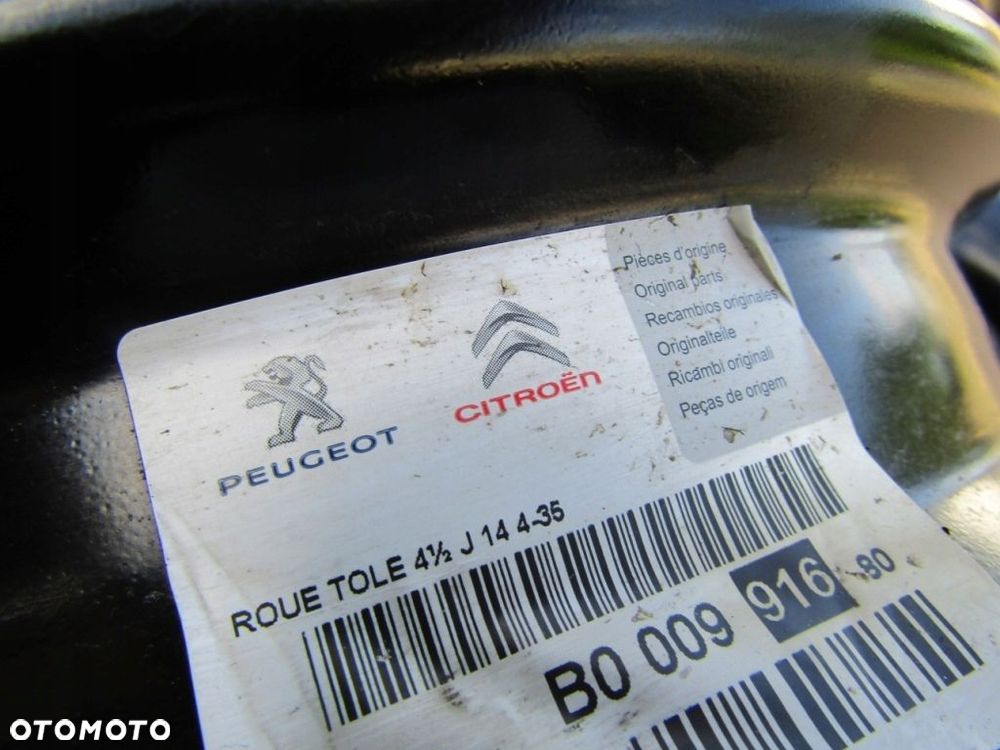 Pièces d'origine
Original parts
Recambios originales
Originalteile
Ricambi originali
Peças de origem
PEUGEOT
CITROËN
ROUE TOLE 4½ J 14 4-35
B0 009 916 80
OTOMOTO